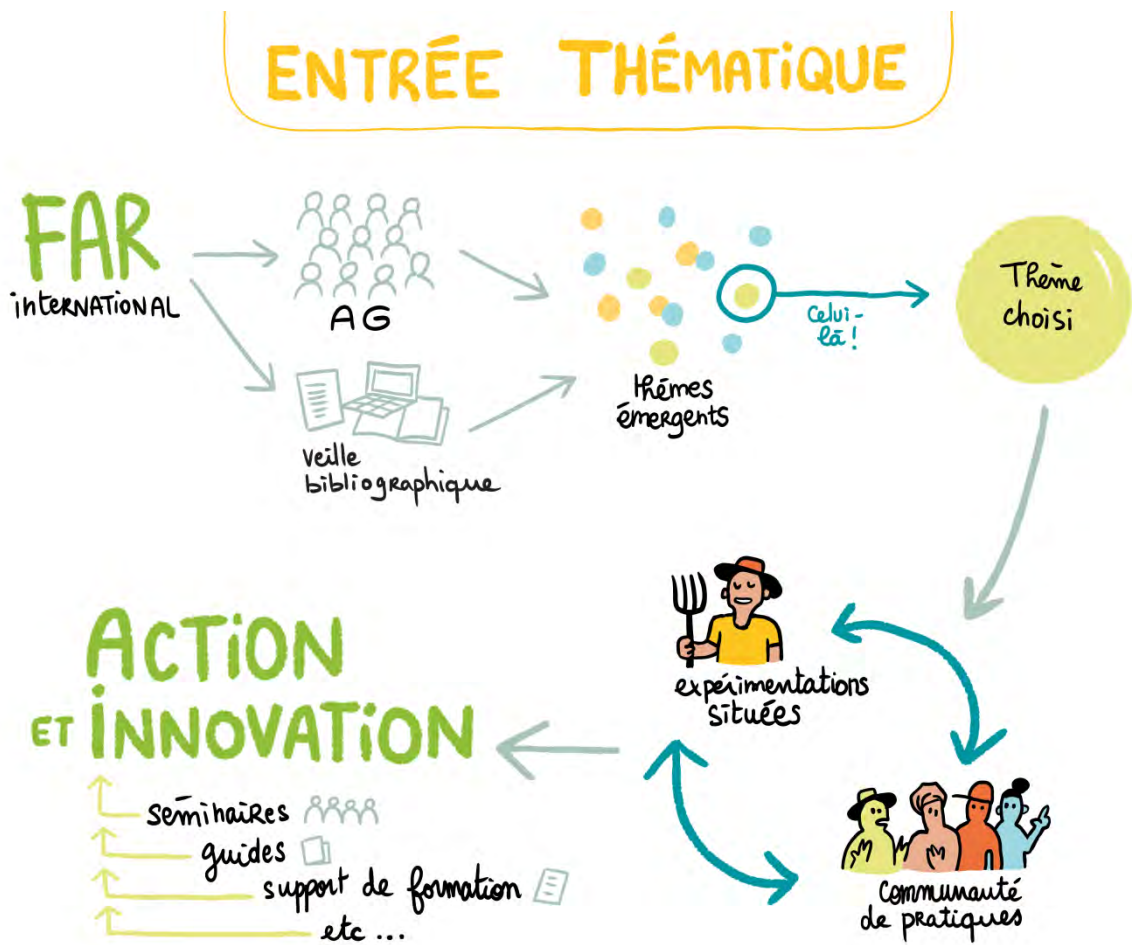 ENTRÉE THÉMATIQUE
FAR
international
AG
veille
bibliographique
thèmes
émergents
Celui-
là !
Thème
choisi
expérimentations
situées
communauté
de pratiques
ACTION
ET INNOVATION
séminaires
guides
support de formation
etc ...